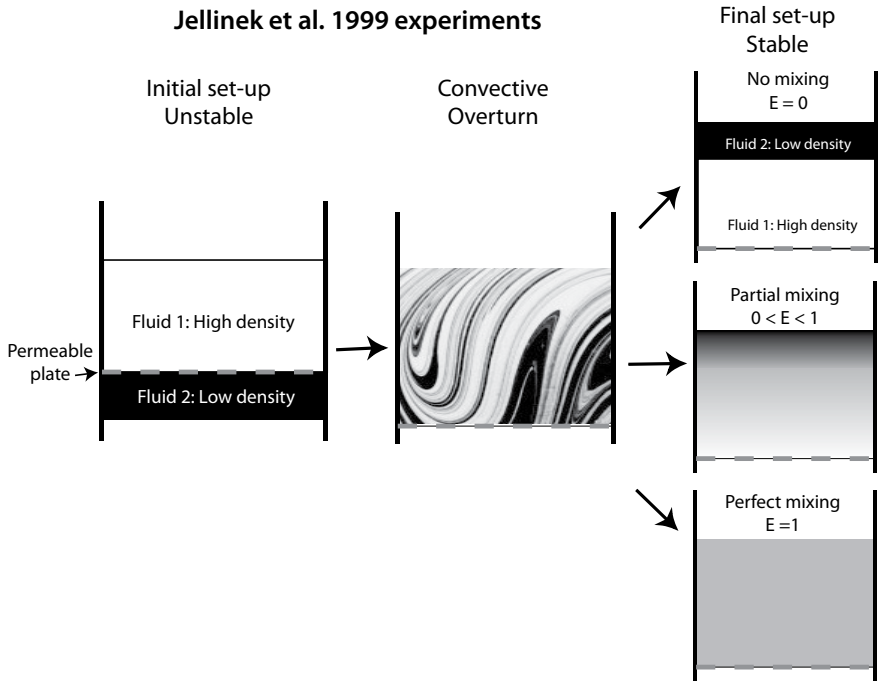 Jellinek et al. 1999 experiments
Initial set-up
Unstable
Fluid 1: High density
Permeable
plate
Fluid 2: Low density
Convective
Overturn
Final set-up
Stable
No mixing
E = 0
Fluid 2: Low density
Fluid 1: High density
Partial mixing
0 < E < 1
Perfect mixing
E =1